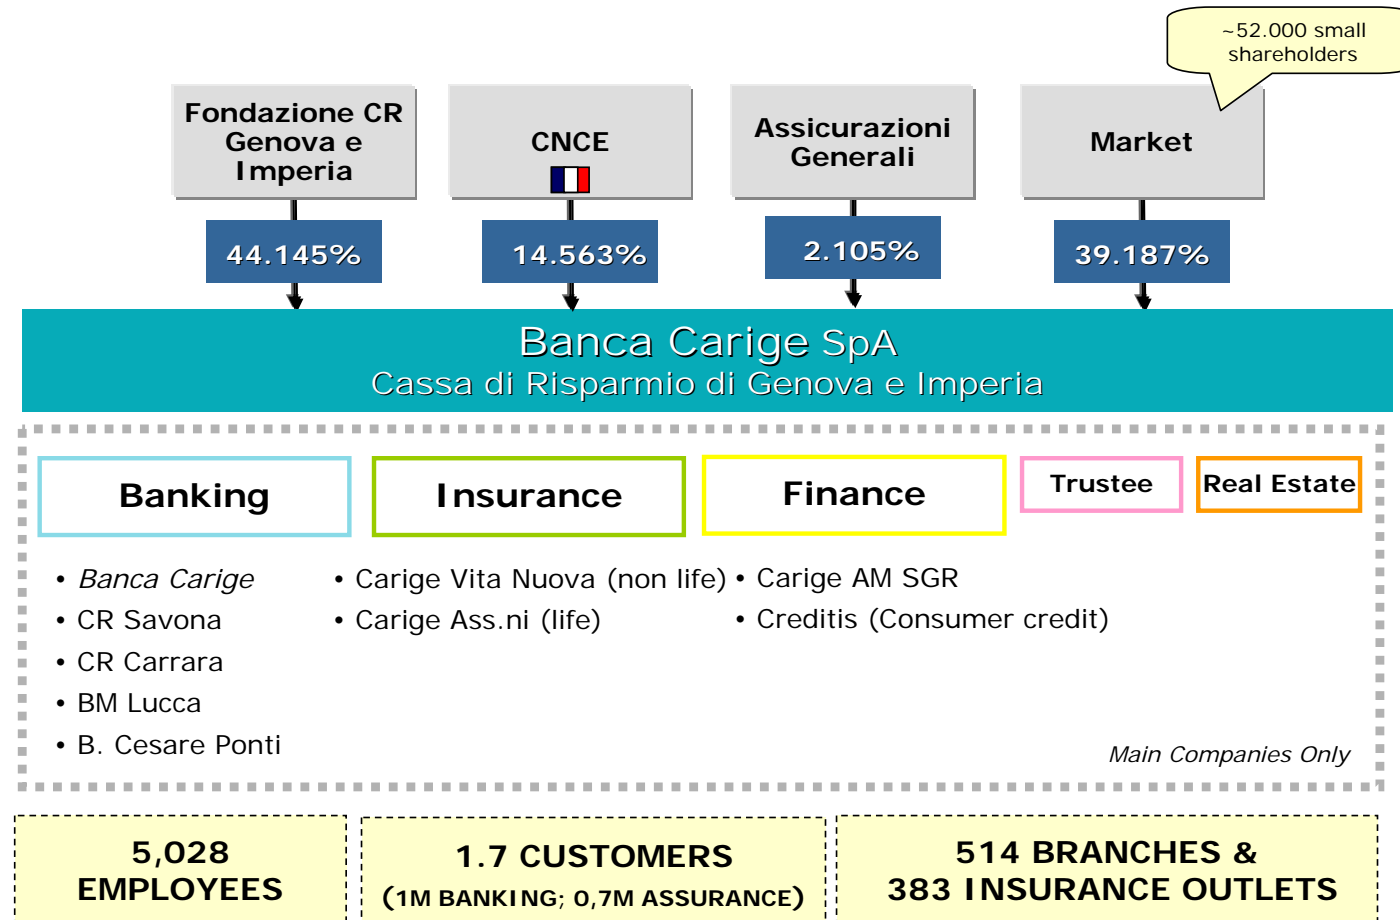 ~52.000 small
shareholders
Fondazione CR
Genova e
Imperia
CNCE
Assicurazioni
Generali
Market
44.145%
14.563%
2.105%
39.187%
Banca Carige SpA
Cassa di Risparmio di Genova e Imperia
Banking
Insurance
Finance
Trustee
Real Estate
• Banca Carige
• CR Savona
• CR Carrara
• BM Lucca
• B. Cesare Ponti
• Carige Vita Nuova (non life)
• Carige Ass.ni (life)
• Carige AM SGR
• Creditis (Consumer credit)
Main Companies Only
5,028
EMPLOYEES
1.7 CUSTOMERS
(1M BANKING; 0,7M ASSURANCE)
514 BRANCHES &
383 INSURANCE OUTLETS